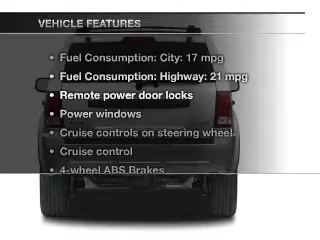 VEHICLE FEATURES
• Fuel Consumption: City: 17 mpg
• Fuel Consumption: Highway: 21 mpg
• Remote power door locks
• Power windows
• Cruise controls on steering wheel
• Cruise control
• 4-wheel ABS Brakes